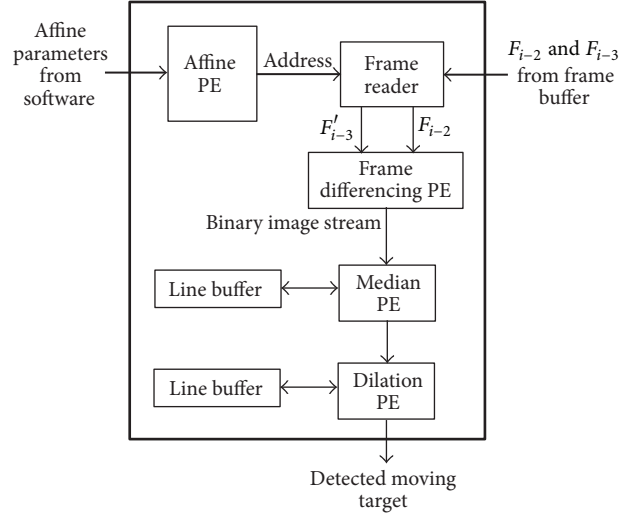 Affine
parameters
from
software
Affine
PE
Address
Frame
reader
F_{i−2} and F_{i−3}
from frame
buffer
F′_{i−3}
F_{i−2}
Frame
differencing PE
Binary image stream
Line buffer
Median
PE
Line buffer
Dilation
PE
Detected moving
target